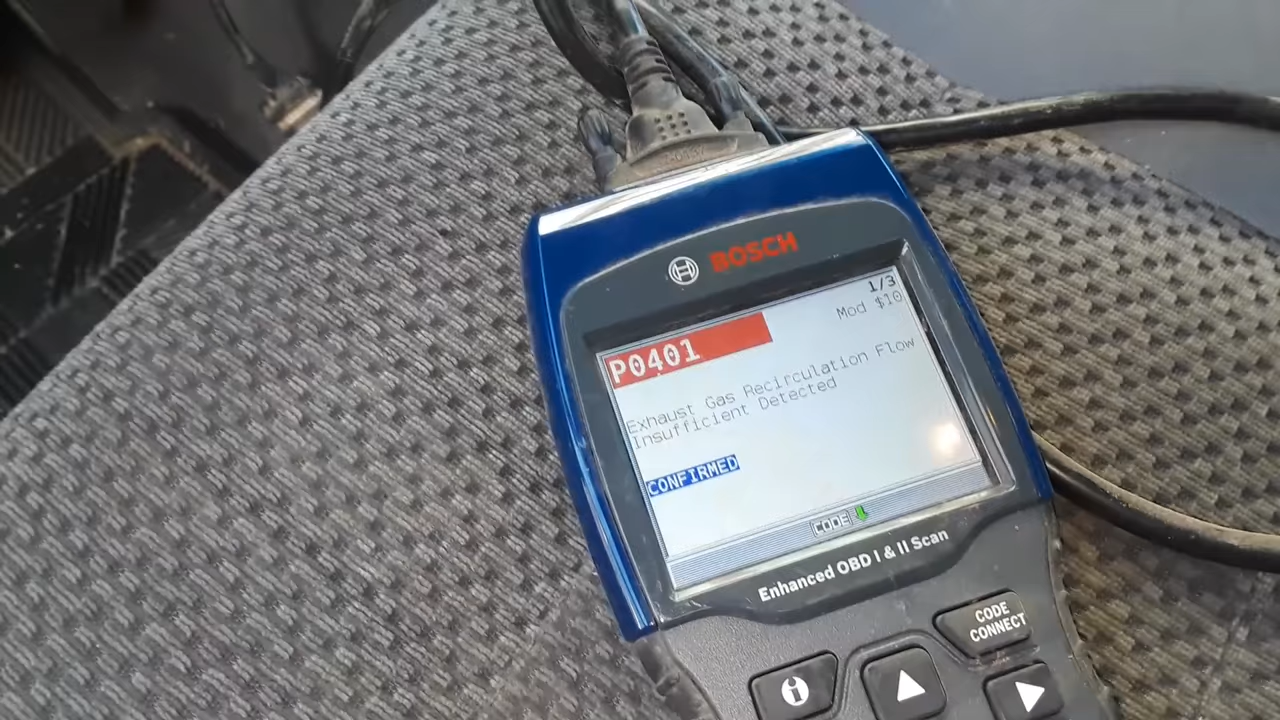 BOSCH
1/3
Mod $10
P0401
Exhaust Gas Recirculation Flow
Insufficient Detected
CONFIRMED
CODE
Enhanced OBD I & II Scan
CODE
CONNECT